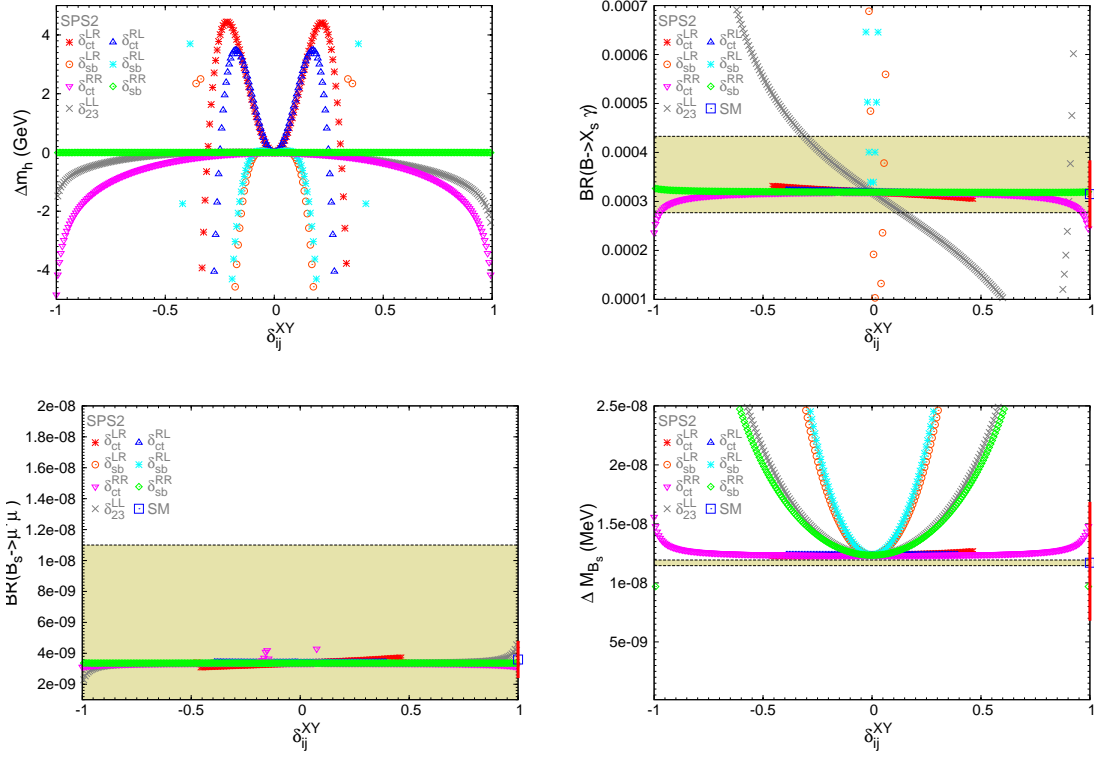 SPS2
δ_ct^LR δ_ct^RL
δ_sb^LR δ_sb^RL
δ_ct^RR δ_sb^RR
δ_23^LL SM
Δm_h (GeV)
4
2
0
-2
-4
-1 -0.5 0 0.5 1
δ_ij^XY
SPS2
δ_ct^LR δ_ct^RL
δ_sb^LR δ_sb^RL
δ_ct^RR δ_sb^RR
δ_23^LL SM
BR(B->X_s γ)
0.0007
0.0006
0.0005
0.0004
0.0003
0.0002
0.0001
-1 -0.5 0 0.5 1
δ_ij^XY
SPS2
δ_ct^LR δ_ct^RL
δ_sb^LR δ_sb^RL
δ_ct^RR δ_sb^RR
δ_23^LL SM
BR(B_s->μ μ)
2e-08
1.8e-08
1.6e-08
1.4e-08
1.2e-08
1e-08
8e-09
6e-09
4e-09
2e-09
-1 -0.5 0 0.5 1
δ_ij^XY
SPS2
δ_ct^LR δ_ct^RL
δ_sb^LR δ_sb^RL
δ_ct^RR δ_sb^RR
δ_23^LL SM
Δ M_B_s (MeV)
2.5e-08
2e-08
1.5e-08
1e-08
5e-09
-1 -0.5 0 0.5 1
δ_ij^XY